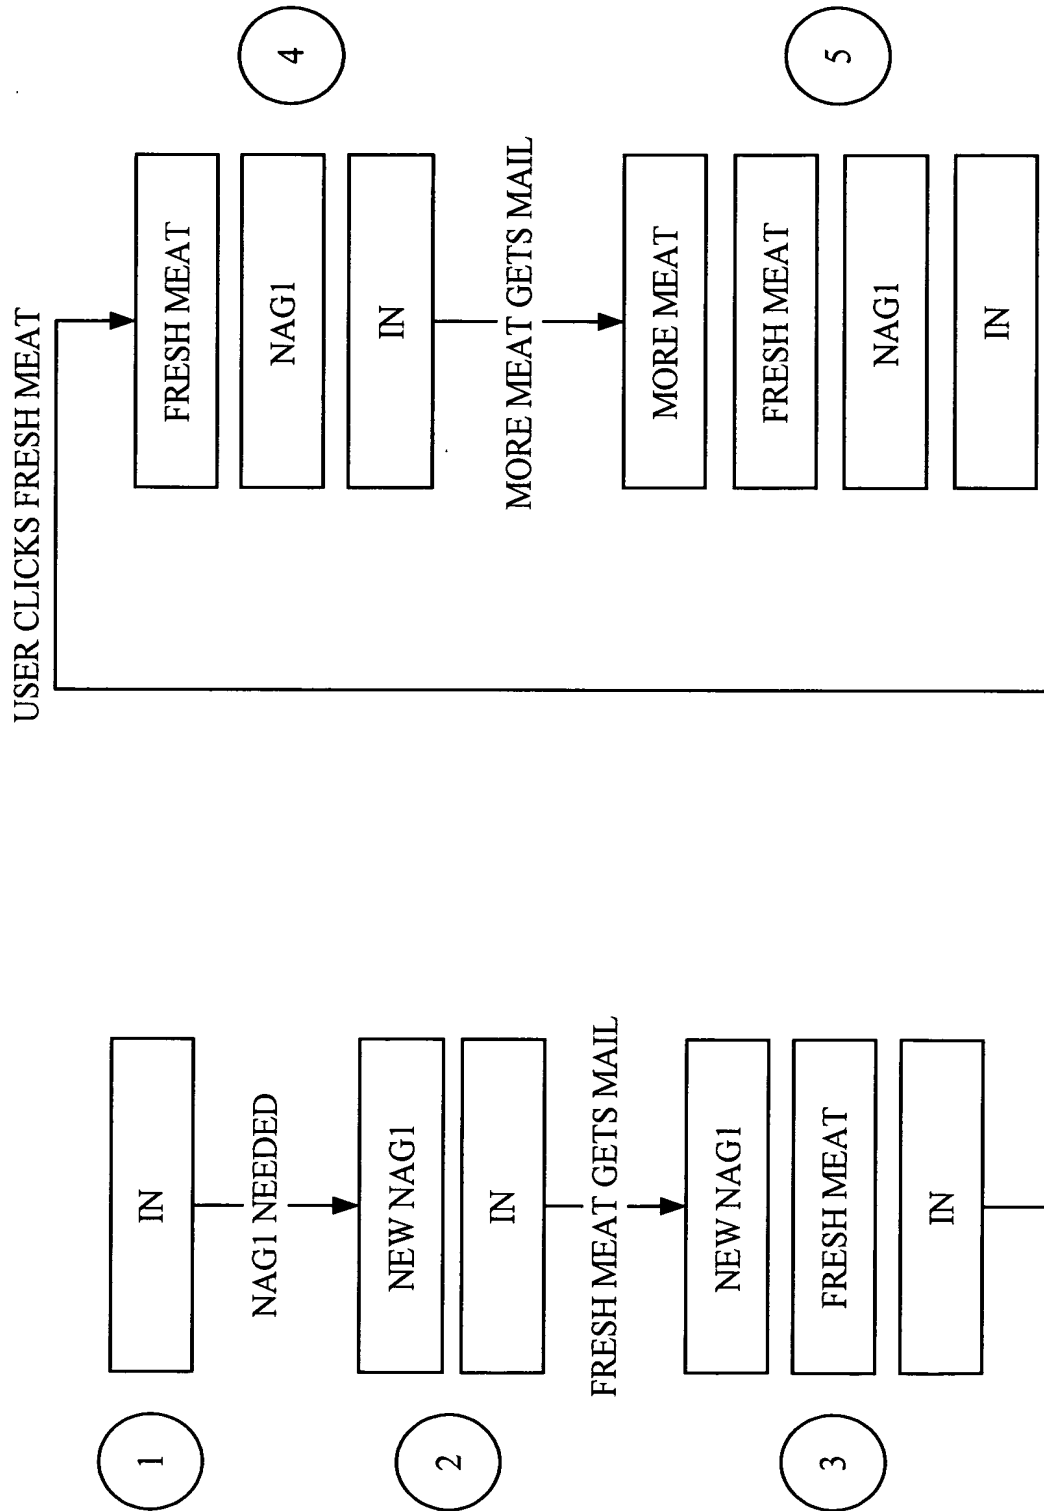 1
IN
NAG1 NEEDED
2
NEW NAG1
IN
FRESH MEAT GETS MAIL
3
NEW NAG1
FRESH MEAT
IN
USER CLICKS FRESH MEAT
4
FRESH MEAT
NAG1
IN
MORE MEAT GETS MAIL
5
MORE MEAT
FRESH MEAT
NAG1
IN